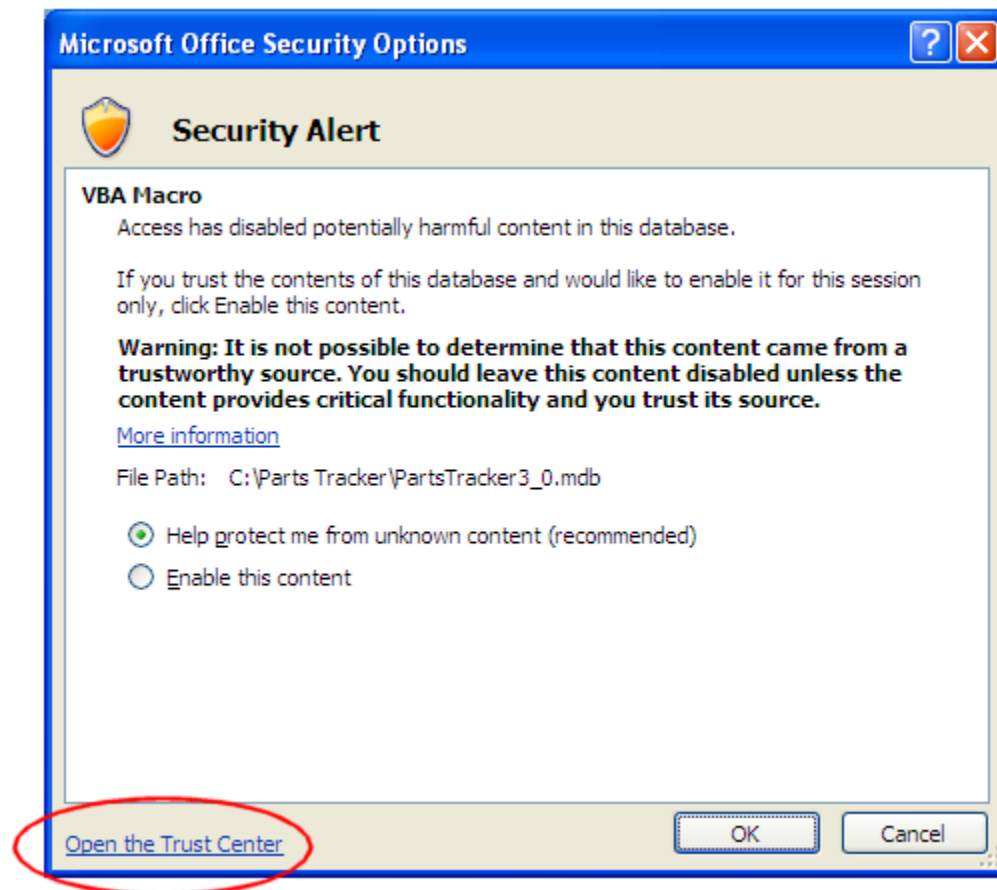 Microsoft Office Security Options
Security Alert
VBA Macro
Access has disabled potentially harmful content in this database.
If you trust the contents of this database and would like to enable it for this session
only, click Enable this content.
Warning: It is not possible to determine that this content came from a
trustworthy source. You should leave this content disabled unless the
content provides critical functionality and you trust its source.
More information
File Path: C:\Parts Tracker\PartsTracker3_0.mdb
Help protect me from unknown content (recommended)
Enable this content
Open the Trust Center
OK
Cancel